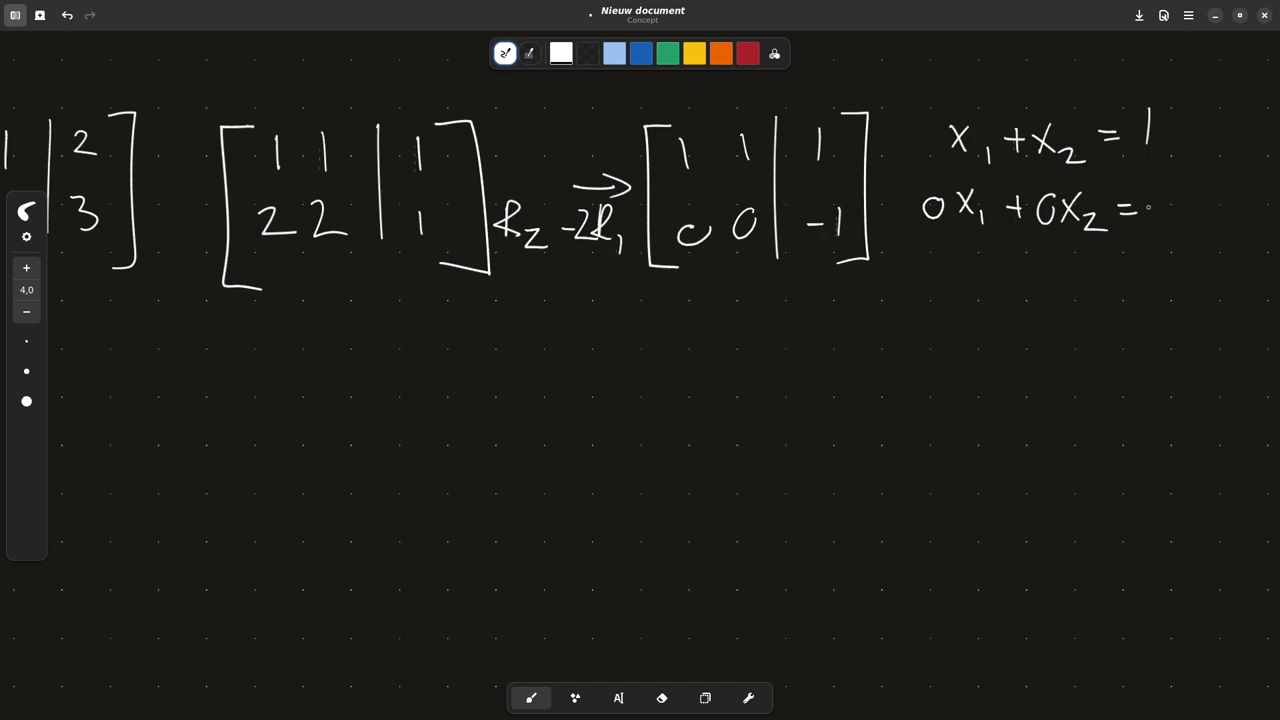 Nieuw document
Concept
1 | 2 ] [ 1 1 | 1 ] [ 1 1 | 1 ] x₁ + x₂ = 1
3 ] [ 2 2 | 1 ] R₂ -2R₁ → [ 0 0 | -1 ] 0x₁ + 0x₂ =
4,0